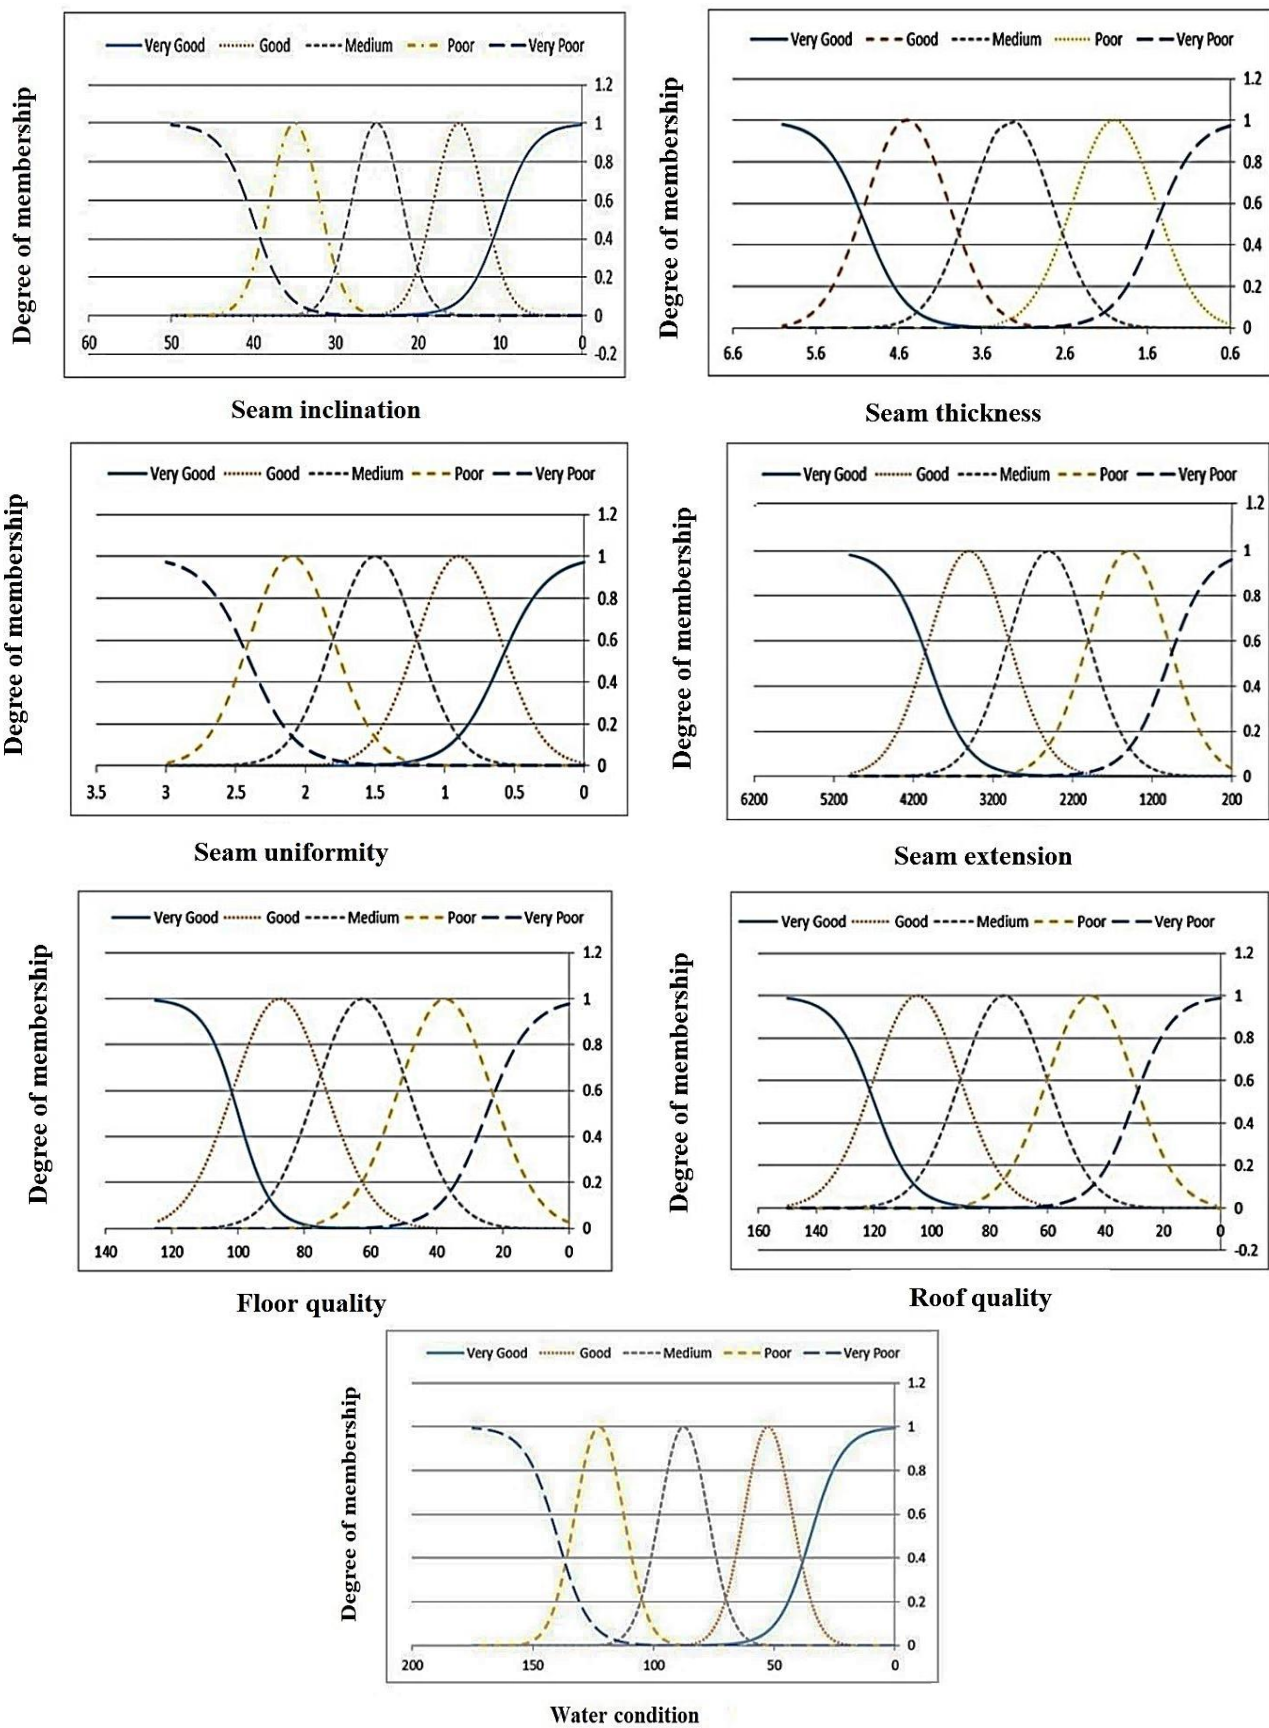 Very Good Good Medium Poor Very Poor
1.2
1
0.8
0.6
0.4
0.2
0
-0.2
60 50 40 30 20 10 0
Degree of membership
Seam inclination
Very Good Good Medium Poor Very Poor
1.2
1
0.8
0.6
0.4
0.2
0
6.6 5.6 4.6 3.6 2.6 1.6 0.6
Degree of membership
Seam thickness
Very Good Good Medium Poor Very Poor
1.2
1
0.8
0.6
0.4
0.2
0
3.5 3 2.5 2 1.5 1 0.5 0
Degree of membership
Seam uniformity
Very Good Good Medium Poor Very Poor
1.2
1
0.8
0.6
0.4
0.2
0
6200 5200 4200 3200 2200 1200 200
Degree of membership
Seam extension
Very Good Good Medium Poor Very Poor
1.2
1
0.8
0.6
0.4
0.2
0
140 120 100 80 60 40 20 0
Degree of membership
Floor quality
Very Good Good Medium Poor Very Poor
1.2
1
0.8
0.6
0.4
0.2
0
-0.2
160 140 120 100 80 60 40 20 0
Degree of membership
Roof quality
Very Good Good Medium Poor Very Poor
1.2
1
0.8
0.6
0.4
0.2
0
200 150 100 50 0
Degree of membership
Water condition